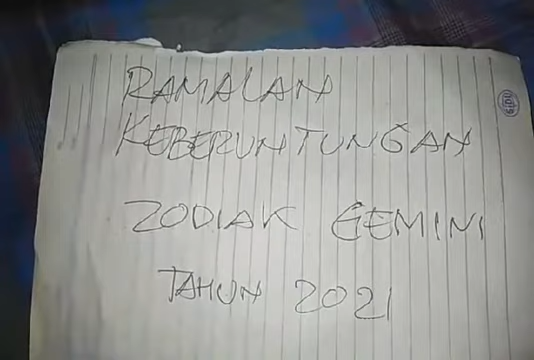 RAMALAN
KEBERUNTUNGAN
ZODIAK GEMINI
TAHUN 2021